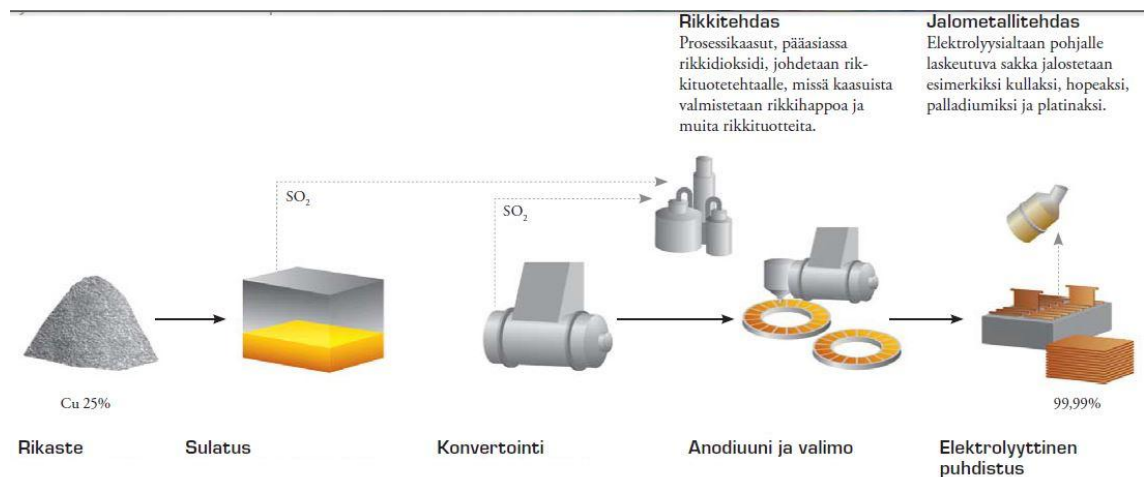 Rikkitehdas
Prosessikaasut, pääasiassa
rikkidioksidi, johdetaan rik-
kituotetehtaalle, missä kaasuista
valmistetaan rikkihappoa ja
muita rikkituotteita.
Jalometallitehdas
Elektrolyysialtaan pohjalle
laskeutuva sakka jalostetaan
esimerkiksi kullaksi, hopeaksi,
palladiumiksi ja platinaksi.
SO₂
SO₂
Cu 25%
99,99%
Rikaste
Sulatus
Konvertointi
Anodiuuni ja valimo
Elektrolyyttinen
puhdistus